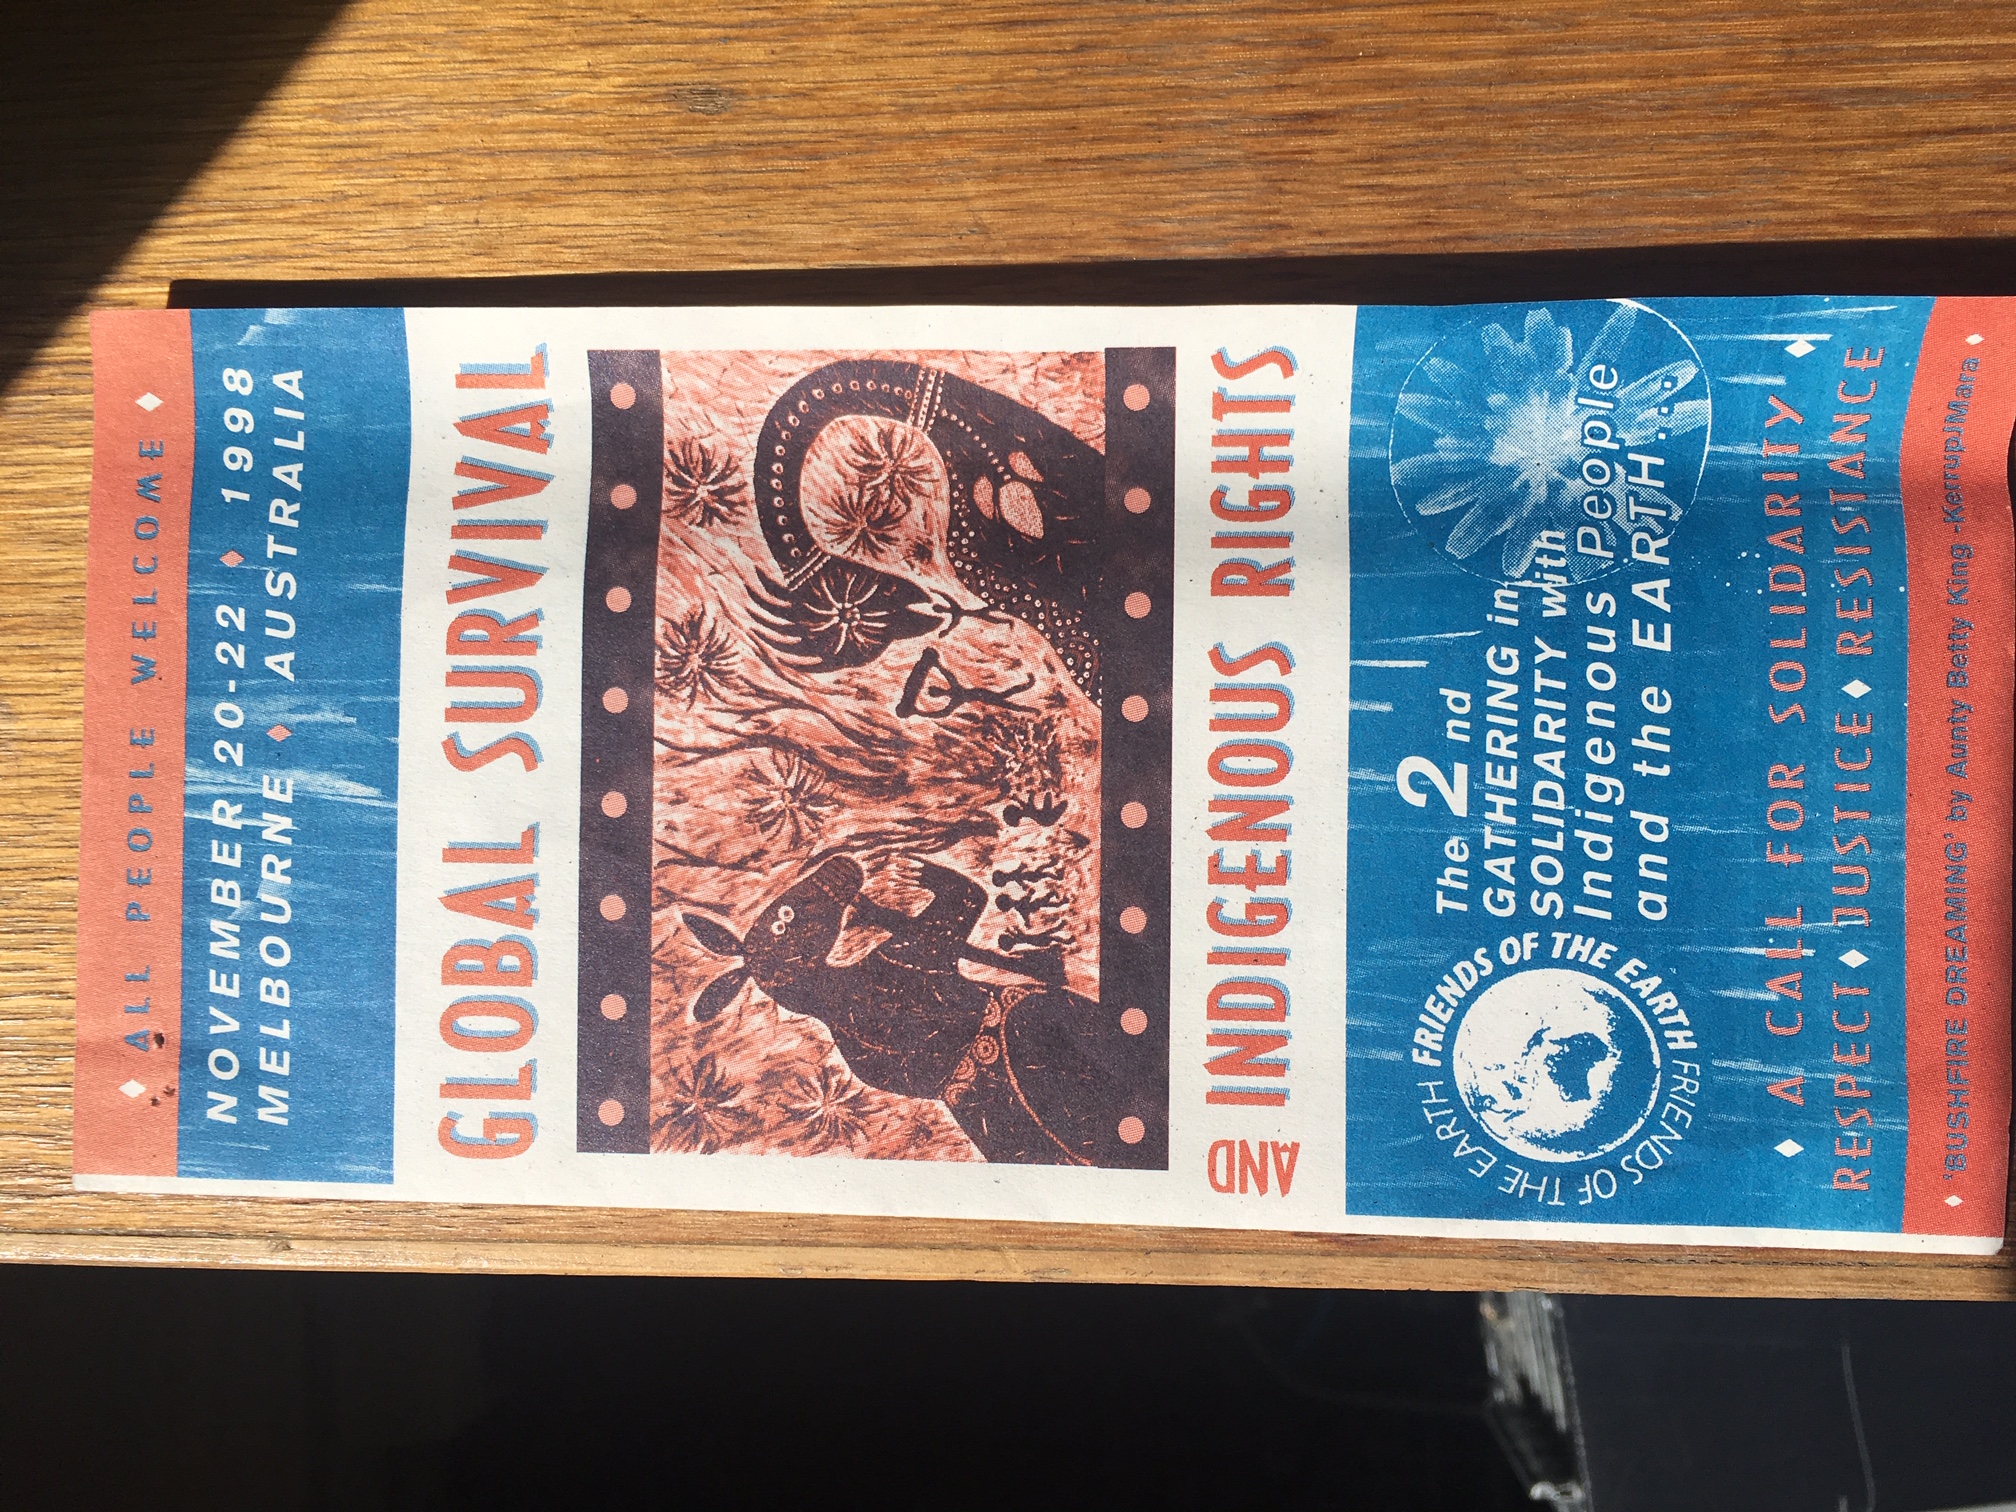 ALL PEOPLE WELCOME
NOVEMBER 20-22 1998
MELBOURNE AUSTRALIA
GLOBAL SURVIVAL
AND INDIGENOUS RIGHTS
The 2nd
GATHERING in
SOLIDARITY with
Indigenous People
and the EARTH....
FRIENDS OF THE EARTH FRIENDS OF THE EARTH
A CALL FOR SOLIDARITY
RESPECT JUSTICE RESISTANCE
'BUSHFIRE DREAMING' by Aunty Betty King -Kerrup/Mara